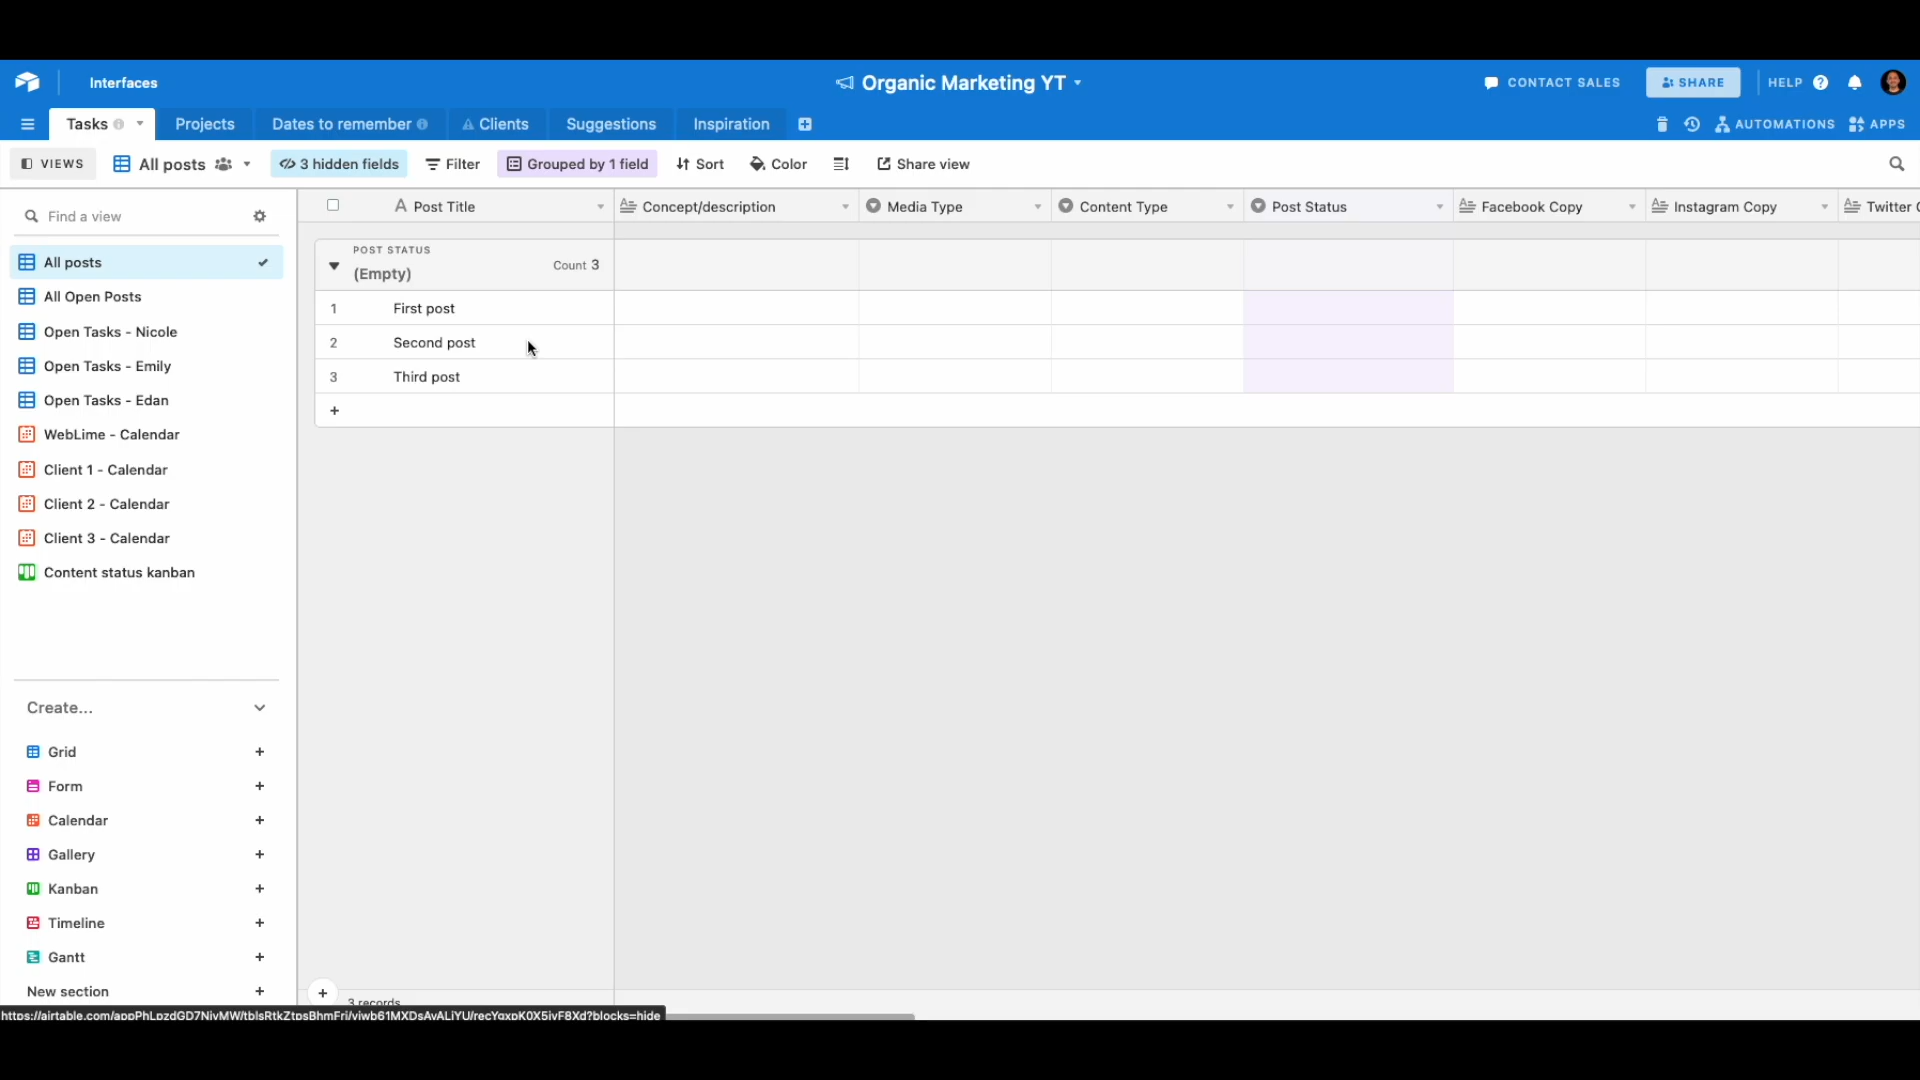 Interfaces
Organic Marketing YT
CONTACT SALES
SHARE
HELP
Tasks
Projects
Dates to remember
Clients
Suggestions
Inspiration
AUTOMATIONS
APPS
VIEWS
All posts
3 hidden fields
Filter
Grouped by 1 field
Sort
Color
Share view
Find a view
All posts
All Open Posts
Open Tasks - Nicole
Open Tasks - Emily
Open Tasks - Edan
WebLime - Calendar
Client 1 - Calendar
Client 2 - Calendar
Client 3 - Calendar
Content status kanban
Create...
Grid
Form
Calendar
Gallery
Kanban
Timeline
Gantt
New section
Post Title
Concept/description
Media Type
Content Type
Post Status
Facebook Copy
Instagram Copy
Twitter
POST STATUS
(Empty)
Count 3
1 First post
2 Second post
3 Third post
3 records